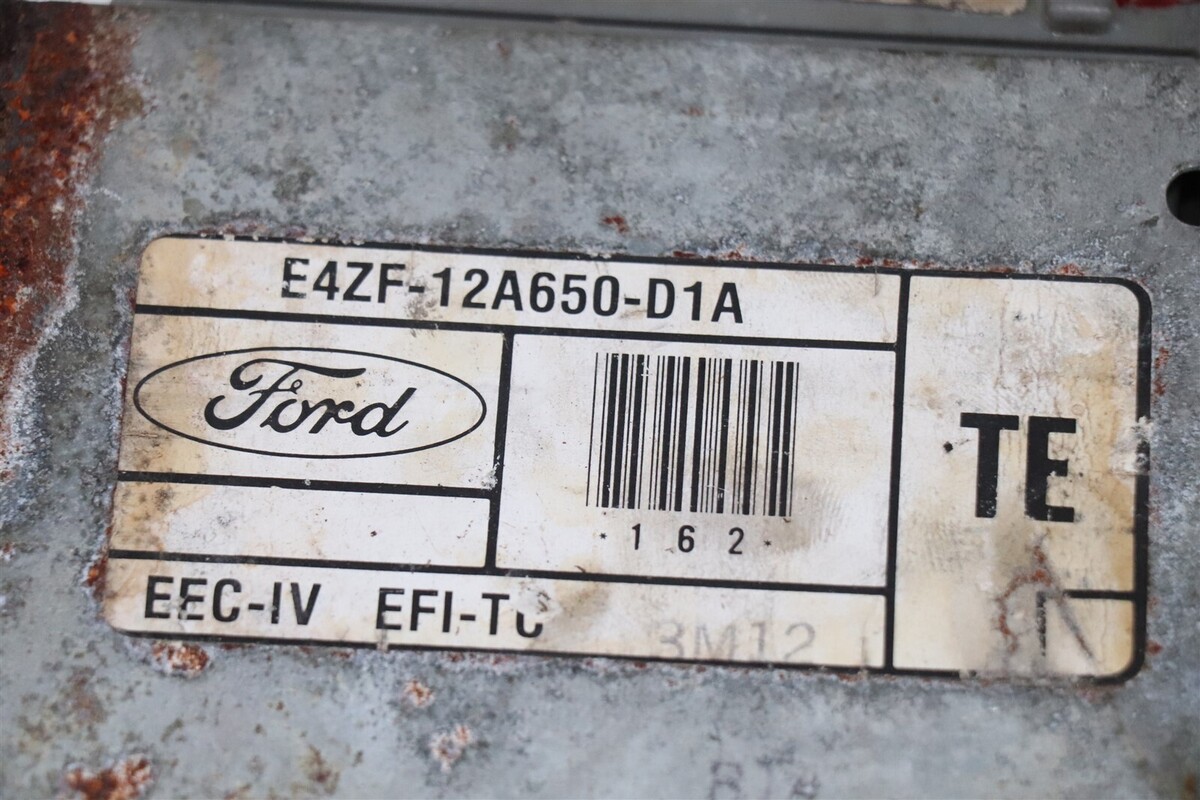 E4ZF-12A650-D1A
Ford
*162*
TE
EEC-IV EFI-TC
3M12